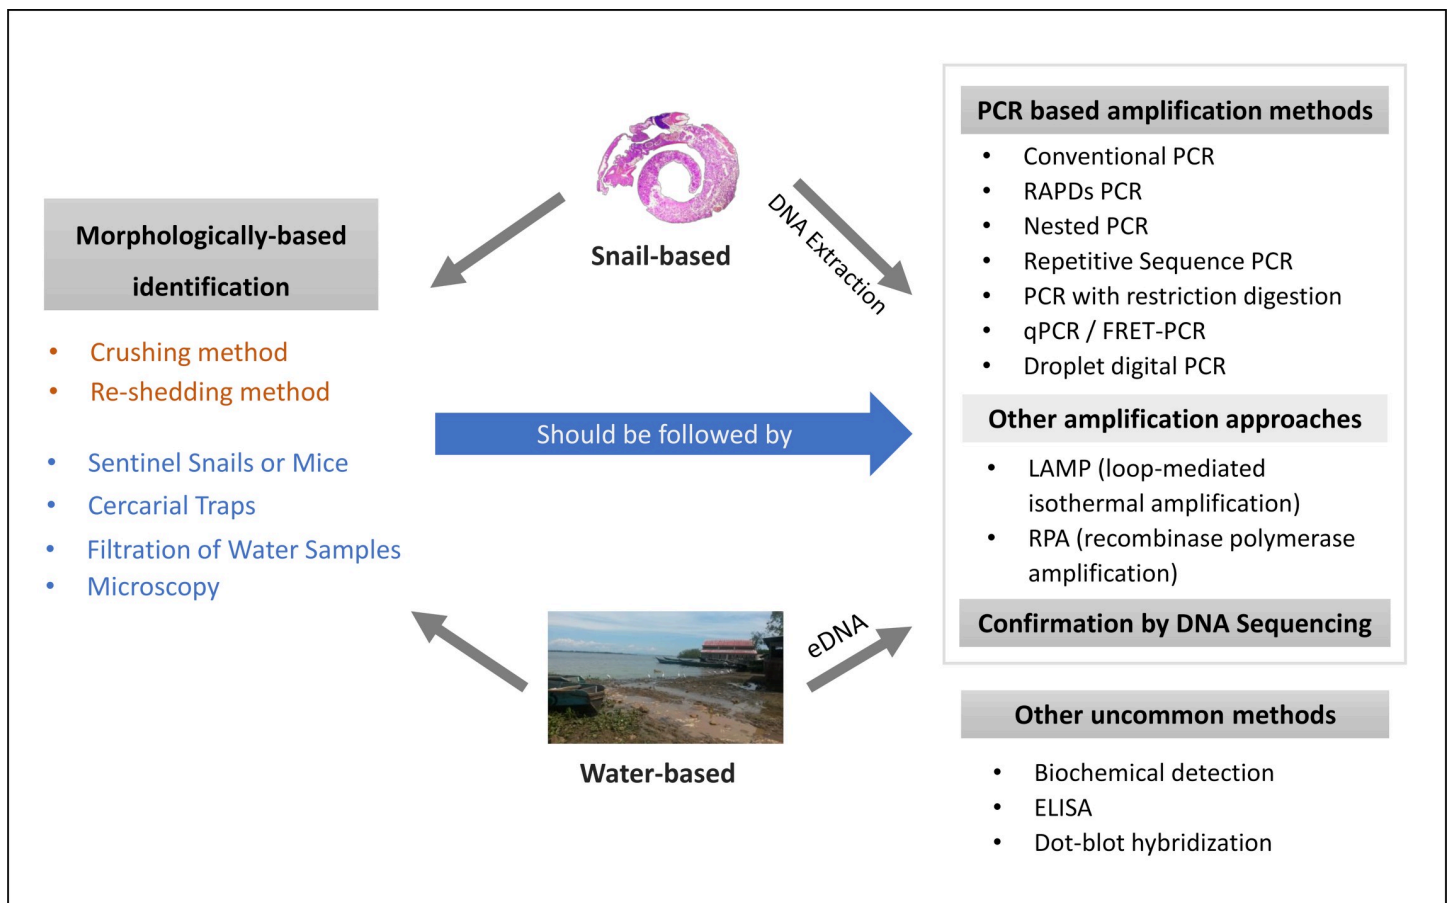 Morphologically-based
identification
• Crushing method
• Re-shedding method
• Sentinel Snails or Mice
• Cercarial Traps
• Filtration of Water Samples
• Microscopy
Snail-based
DNA Extraction
Should be followed by
eDNA
Water-based
PCR based amplification methods
• Conventional PCR
• RAPDs PCR
• Nested PCR
• Repetitive Sequence PCR
• PCR with restriction digestion
• qPCR / FRET-PCR
• Droplet digital PCR
Other amplification approaches
• LAMP (loop-mediated
isothermal amplification)
• RPA (recombinase polymerase
amplification)
Confirmation by DNA Sequencing
Other uncommon methods
• Biochemical detection
• ELISA
• Dot-blot hybridization